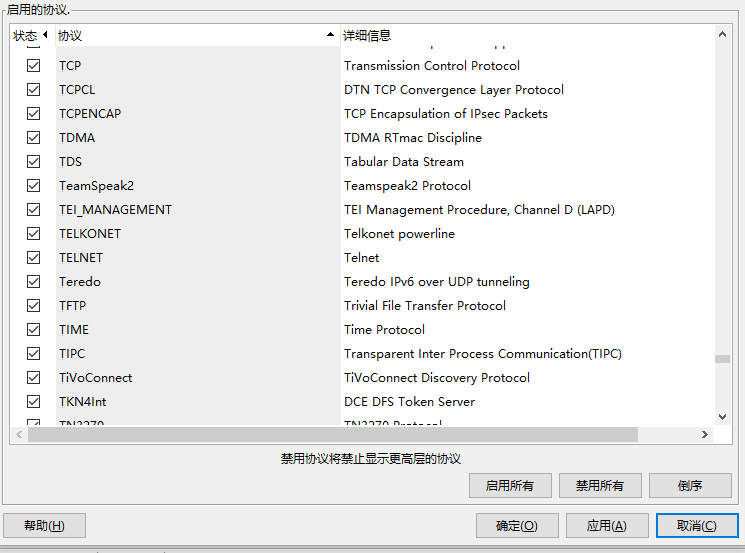 启用的协议.
状态 协议 详细信息
TCP Transmission Control Protocol
TCPCL DTN TCP Convergence Layer Protocol
TCPENCAP TCP Encapsulation of IPsec Packets
TDMA TDMA RTmac Discipline
TDS Tabular Data Stream
TeamSpeak2 Teamspeak2 Protocol
TEI_MANAGEMENT TEI Management Procedure, Channel D (LAPD)
TELKONET Telkonet powerline
TELNET Telnet
Teredo Teredo IPv6 over UDP tunneling
TFTP Trivial File Transfer Protocol
TIME Time Protocol
TIPC Transparent Inter Process Communication(TIPC)
TiVoConnect TiVoConnect Discovery Protocol
TKN4Int DCE DFS Token Server
TN3270 TN3270 Protocol
禁用协议将禁止显示更高层的协议
启用所有 禁用所有 倒序
帮助(H) 确定(O) 应用(A) 取消(C)